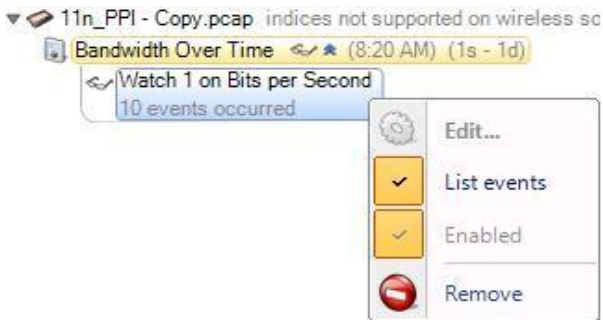 11n_PPI - Copy.pcap indices not supported on wireless
Bandwidth Over Time (8:20 AM) (1s - 1d)
Watch 1 on Bits per Second
10 events occurred
Edit...
List events
Enabled
Remove